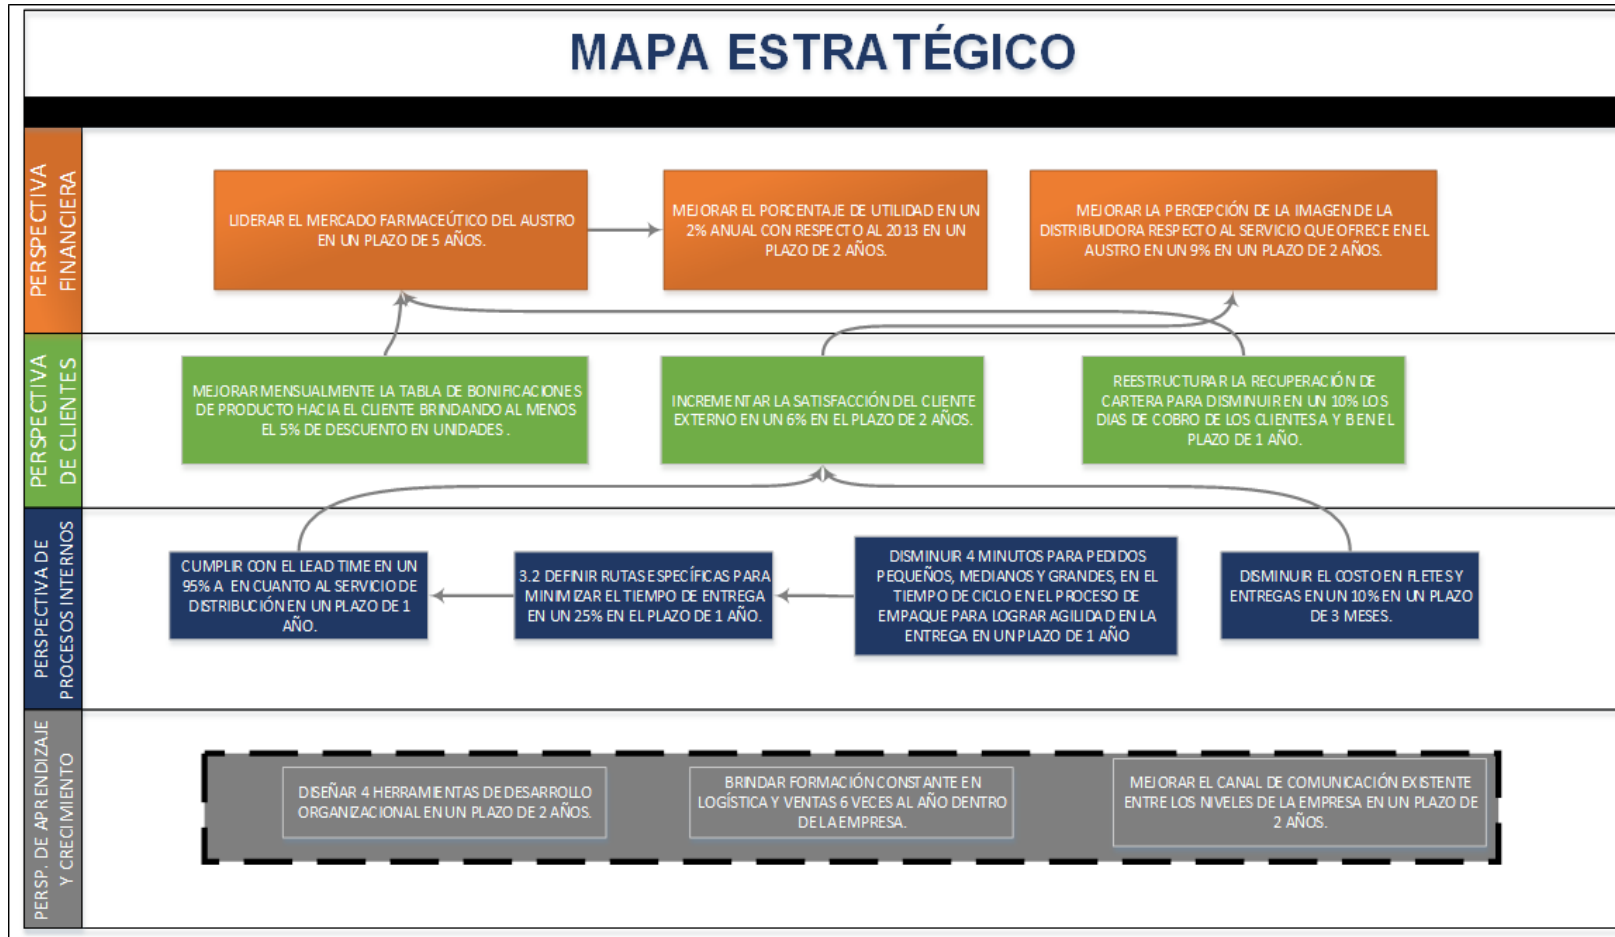 MAPA ESTRATÉGICO
PERSPECTIVA
FINANCIERA
LIDERAR EL MERCADO FARMACEÚTICO DEL AUSTRO
EN UN PLAZO DE 5 AÑOS.
MEJORAR EL PORCENTAJE DE UTILIDAD EN UN
2% ANUAL CON RESPECTO AL 2013 EN UN
PLAZO DE 2 AÑOS.
MEJORAR LA PERCEPCIÓN DE LA IMAGEN DE LA
DISTRIBUIDORA RESPECTO AL SERVICIO QUE OFRECE EN EL
AUSTRO EN UN 9% EN UN PLAZO DE 2 AÑOS.
PERSPECTIVA
DE CLIENTES
MEJORAR MENSUALMENTE LA TABLA DE BONIFICACIONES
DE PRODUCTO HACIA EL CLIENTE BRINDANDO AL MENOS
EL 5% DE DESCUENTO EN UNIDADES .
INCREMENTAR LA SATISFACCIÓN DEL CLIENTE
EXTERNO EN UN 6% EN EL PLAZO DE 2 AÑOS.
REESTRUCTURAR LA RECUPERACIÓN DE
CARTERA PARA DISMINUIR EN UN 10% LOS
DIAS DE COBRO DE LOS CLIENTES A Y B EN EL
PLAZO DE 1 AÑO.
PERSPECTIVA DE
PROCESOS INTERNOS
CUMPLIR CON EL LEAD TIME EN UN
95% A EN CUANTO AL SERVICIO DE
DISTRIBUCIÓN EN UN PLAZO DE 1
AÑO.
3.2 DEFINIR RUTAS ESPECÍFICAS PARA
MINIMIZAR EL TIEMPO DE ENTREGA
EN UN 25% EN EL PLAZO DE 1 AÑO.
DISMINUIR 4 MINUTOS PARA PEDIDOS
PEQUEÑOS, MEDIANOS Y GRANDES, EN EL
TIEMPO DE CICLO EN EL PROCESO DE
EMPAQUE PARA LOGRAR AGILIDAD EN LA
ENTREGA EN UN PLAZO DE 1 AÑO
DISMINUIR EL COSTO EN FLETES Y
ENTREGAS EN UN 10% EN UN PLAZO
DE 3 MESES.
PERSP. DE APRENDIZAJE
Y CRECIMIENTO
DISEÑAR 4 HERRAMIENTAS DE DESARROLLO
ORGANIZACIONAL EN UN PLAZO DE 2 AÑOS.
BRINDAR FORMACIÓN CONSTANTE EN
LOGÍSTICA Y VENTAS 6 VECES AL AÑO DENTRO
DE LA EMPRESA.
MEJORAR EL CANAL DE COMUNICACIÓN EXISTENTE
ENTRE LOS NIVELES DE LA EMPRESA EN UN PLAZO DE
2 AÑOS.